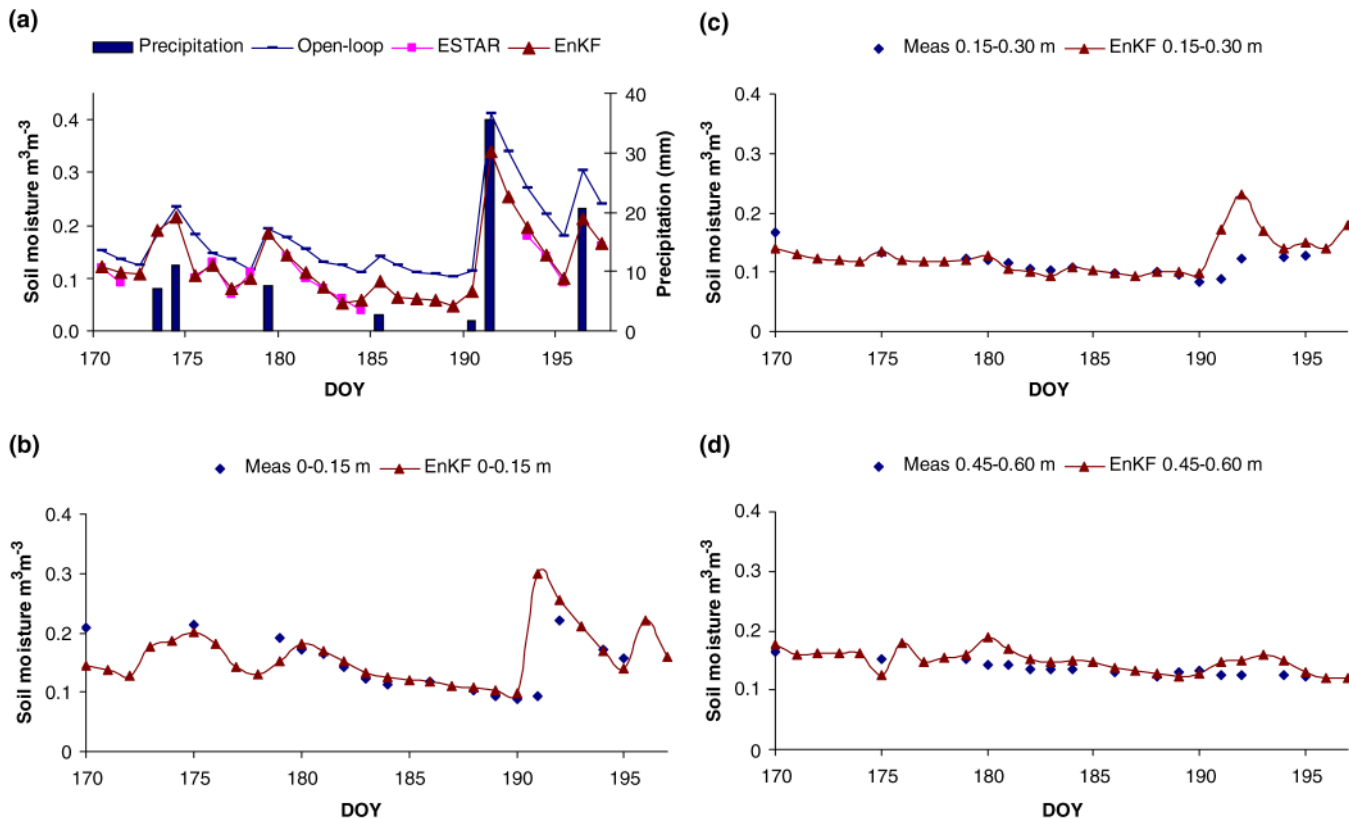 (a)
Precipitation Open-loop ESTAR EnKF
Soil moisture m³m⁻³
0.4
0.3
0.2
0.1
0.0
40
30
20
10
0
Precipitation (mm)
170 175 180 185 190 195
DOY
(b)
Meas 0-0.15 m EnKF 0-0.15 m
Soil moisture m³m⁻³
0.4
0.3
0.2
0.1
0
170 175 180 185 190 195
DOY
(c)
Meas 0.15-0.30 m EnKF 0.15-0.30 m
Soil moisture m³m⁻³
0.4
0.3
0.2
0.1
0
170 175 180 185 190 195
DOY
(d)
Meas 0.45-0.60 m EnKF 0.45-0.60 m
Soil moisture m³m⁻³
0.4
0.3
0.2
0.1
0
170 175 180 185 190 195
DOY